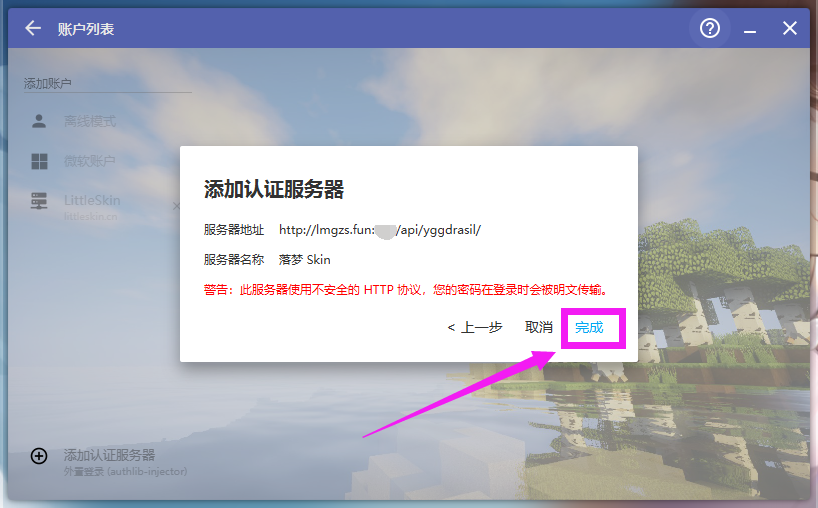 账户列表
添加账户
离线模式
微软账户
LittleSkin
littleskin.cn
添加认证服务器
服务器地址 http://lmgzs.fun: /api/yggdrasil/
服务器名称 落梦 Skin
警告：此服务器使用不安全的 HTTP 协议，您的密码在登录时会被明文传输。
< 上一步 取消 完成
添加认证服务器
外置登录 (authlib-injector)